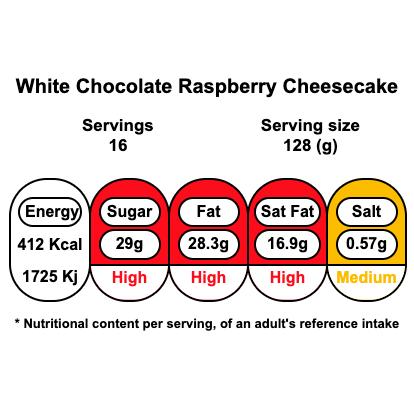 White Chocolate Raspberry Cheesecake
Servings Serving size
16 128 (g)
Energy Sugar Fat Sat Fat Salt
412 Kcal 29g 28.3g 16.9g 0.57g
1725 Kj High High High Medium
* Nutritional content per serving, of an adult's reference intake